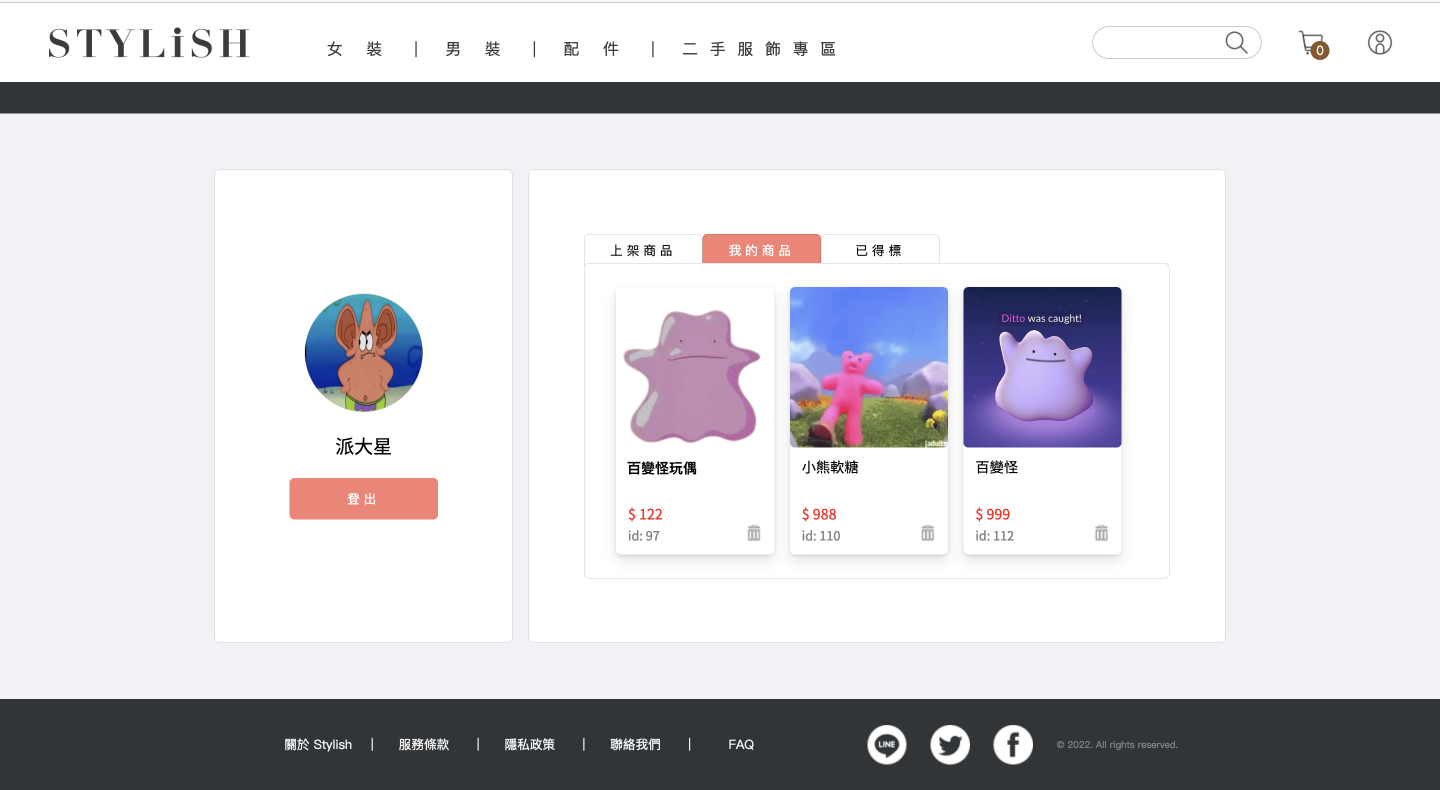 STYLiSH
女裝 | 男裝 | 配件 | 二手服飾專區
0
上架商品 我的商品 已得標
派大星
登出
百變怪玩偶
$ 122
id: 97
[adults
小熊軟糖
$ 988
id: 110
Ditto was caught!
百變怪
$ 999
id: 112
關於 Stylish | 服務條款 | 隱私政策 | 聯絡我們 | FAQ
LINE
© 2022. All rights reserved.